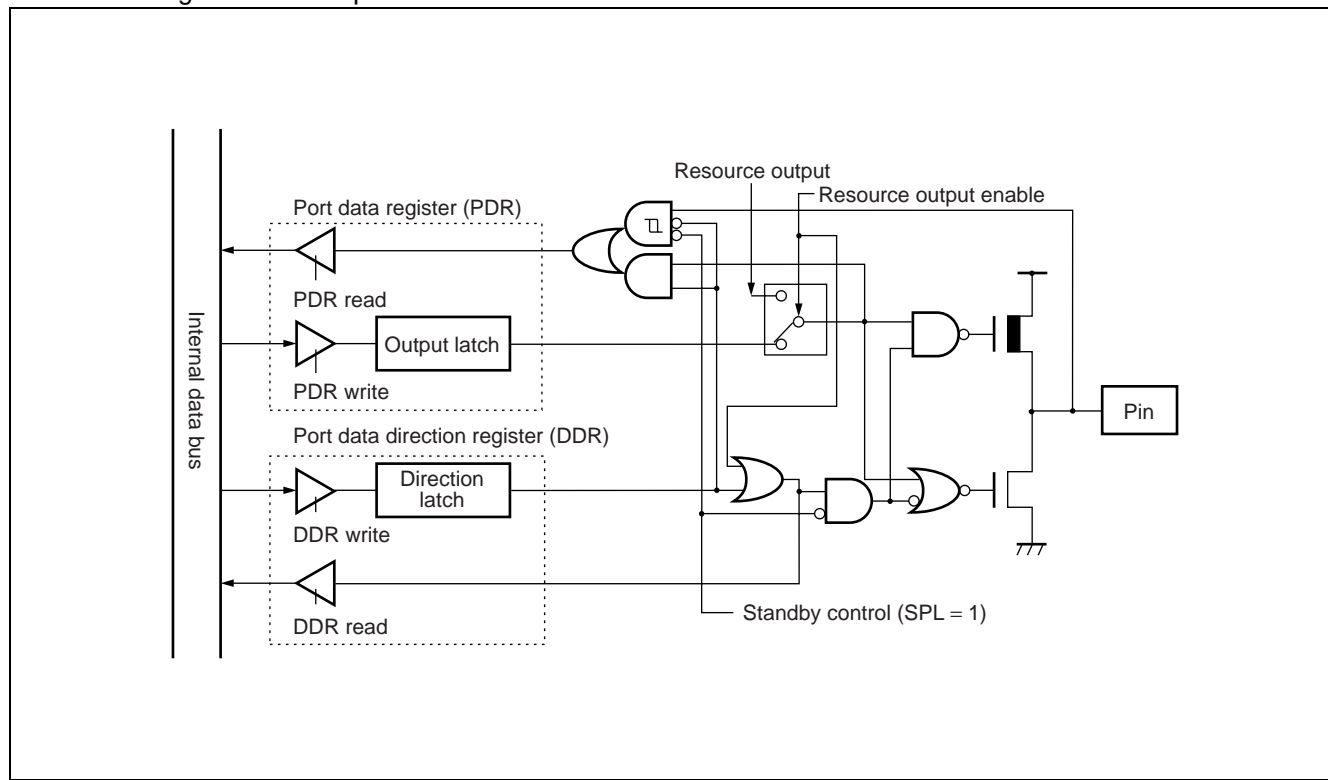 Resource output
Resource output enable
Port data register (PDR)
PDR read
Output latch
PDR write
Internal data bus
Pin
Port data direction register (DDR)
Direction
latch
DDR write
Standby control (SPL = 1)
DDR read